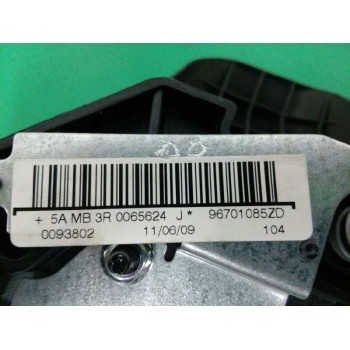 + 5A MB 3R 0065624 J* 96701085ZD
0093802 11/06/09 104